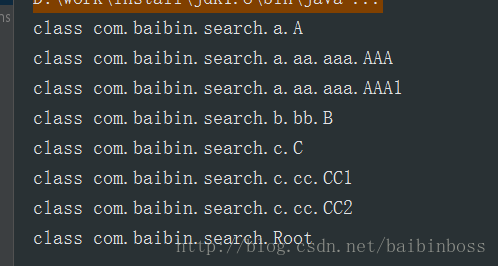 D:\work\install\jdk1.8\bin\java ...
class com.baibin.search.a.A
class com.baibin.search.a.aa.aaa.AAA
class com.baibin.search.a.aa.aaa.AAA1
class com.baibin.search.b.bb.B
class com.baibin.search.c.C
class com.baibin.search.c.cc.CC1
class com.baibin.search.c.cc.CC2
class com.baibin.search.Root
http://blog.csdn.net/baibinboss